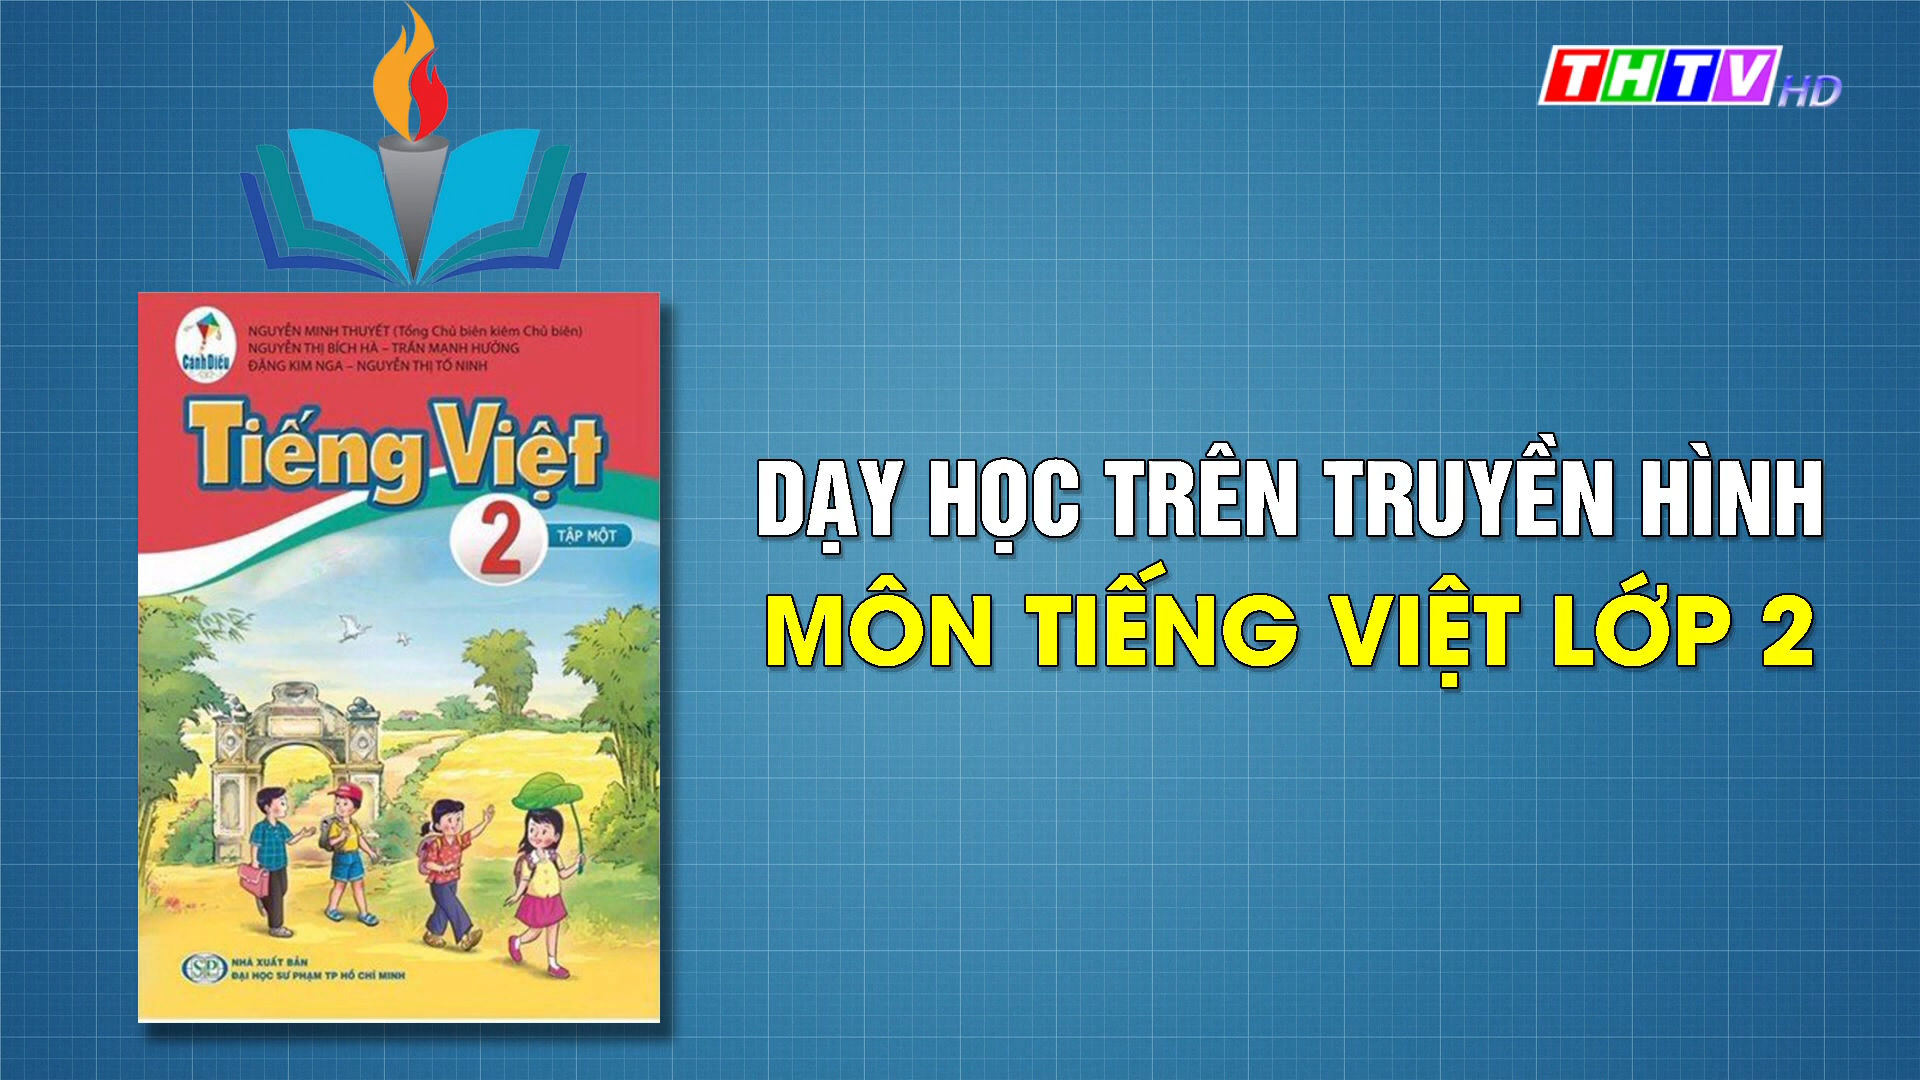 THTV HD
NGUYỄN MINH THUYẾT (Tổng Chủ biên kiêm Chủ biên)
NGUYỄN THỊ BÍCH HÀ – TRẦN MẠNH HƯỞNG
ĐẶNG KIM NGA – NGUYỄN THỊ TỐ NINH
Cánh Diều
Tiếng Việt
2
TẬP MỘT
DẠY HỌC TRÊN TRUYỀN HÌNH
MÔN TIẾNG VIỆT LỚP 2
SP
NHÀ XUẤT BẢN
ĐẠI HỌC SƯ PHẠM TP HỒ CHÍ MINH